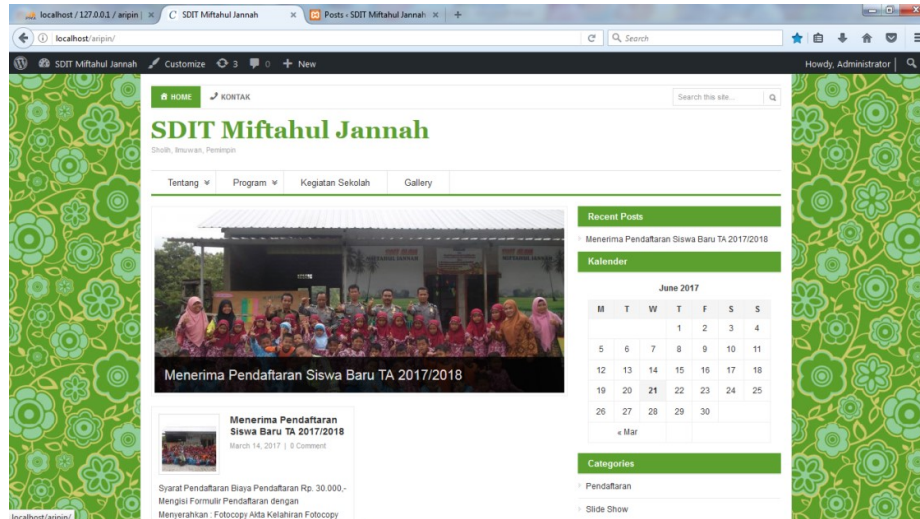 localhost / 127.0.0.1 / aripin |
SDIT Miftahul Jannah
Posts ‹ SDIT Miftahul Jannah
localhost/aripin/
Search
SDIT Miftahul Jannah
Customize
3
0
New
Howdy, Administrator
HOME
KONTAK
Search this site...
SDIT Miftahul Jannah
Sholih, Ilmuwan, Pemimpin
Tentang
Program
Kegiatan Sekolah
Gallery
Menerima Pendaftaran Siswa Baru TA 2017/2018
Menerima Pendaftaran
Siswa Baru TA 2017/2018
March 14, 2017 | 0 Comment
Syarat Pendaftaran Biaya Pendaftaran Rp. 30.000,-
Mengisi Formulir Pendaftaran dengan
Menyerahkan : Fotocopy Akta Kelahiran Fotocopy
Recent Posts
Menerima Pendaftaran Siswa Baru TA 2017/2018
Kalender
June 2017
M T W T F S S
1 2 3 4
5 6 7 8 9 10 11
12 13 14 15 16 17 18
19 20 21 22 23 24 25
26 27 28 29 30
« Mar
Categories
Pendaftaran
Slide Show
localhost/aripin/